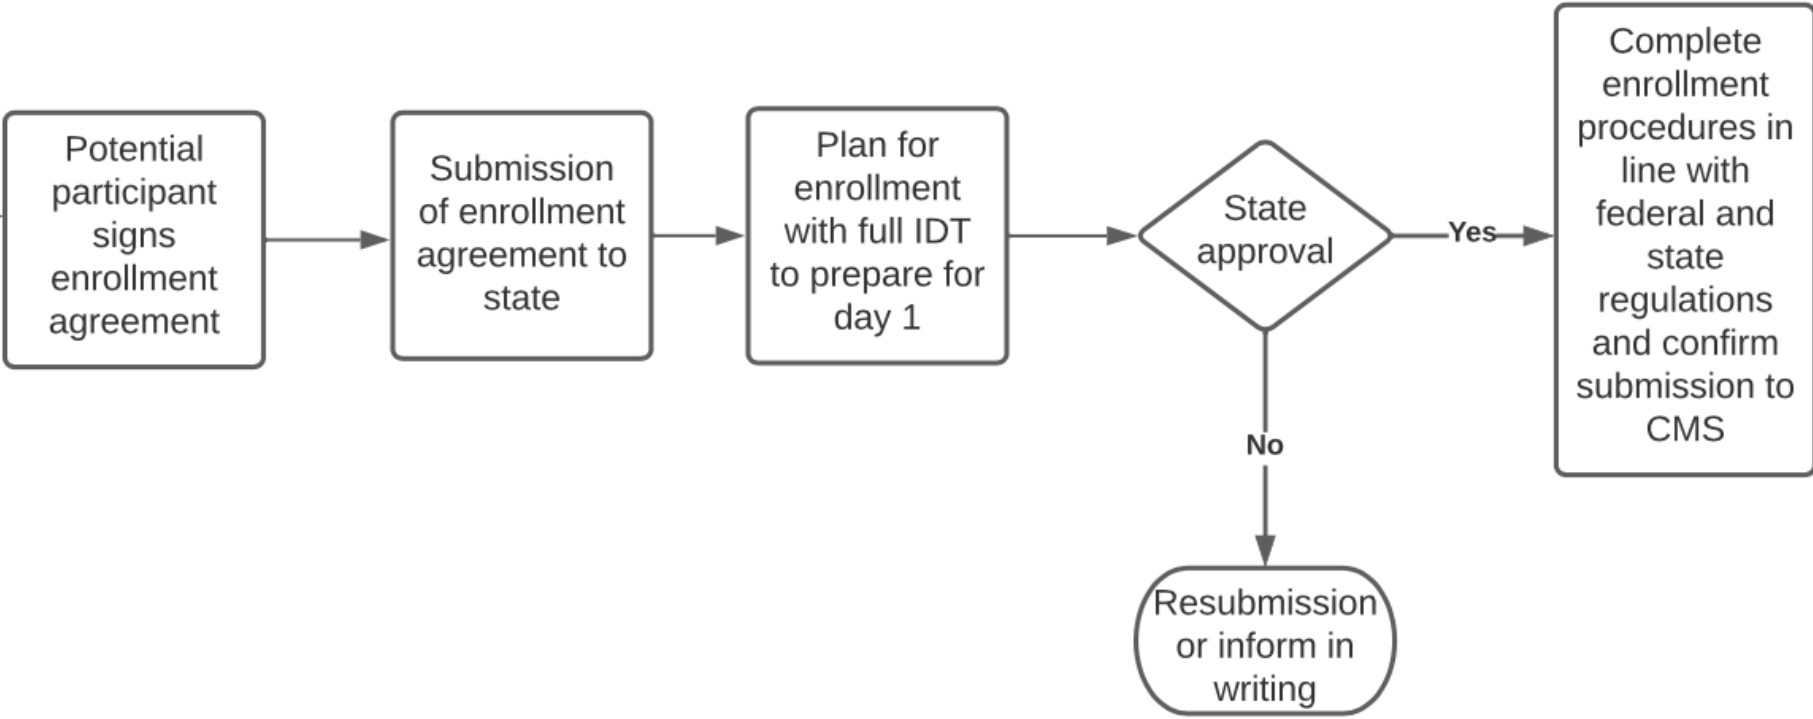 Potential
participant
signs
enrollment
agreement
Submission
of enrollment
agreement to
state
Plan for
enrollment
with full IDT
to prepare for
day 1
State
approval
Yes
Complete
enrollment
procedures in
line with
federal and
state
regulations
and confirm
submission to
CMS
No
Resubmission
or inform in
writing